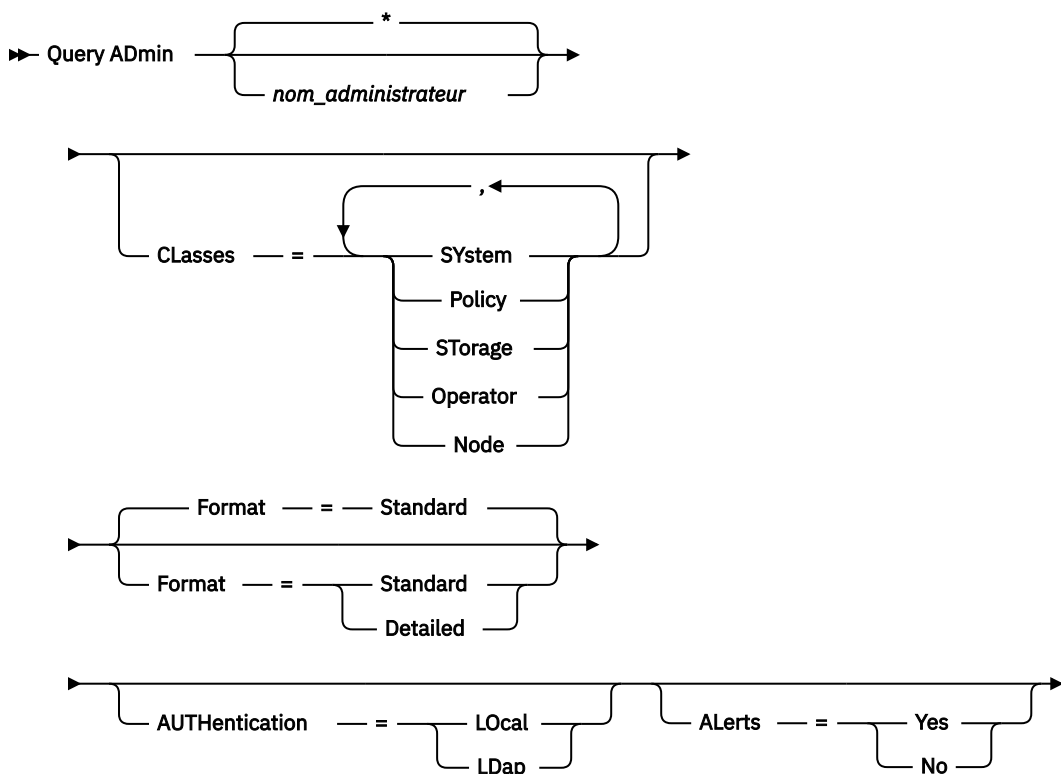 *
Query ADmin
nom_administrateur
,
CLasses = SYstem
Policy
STorage
Operator
Node
Format = Standard
Format = Standard
Detailed
AUTHentication = LOcal
LDap
ALerts = Yes
No